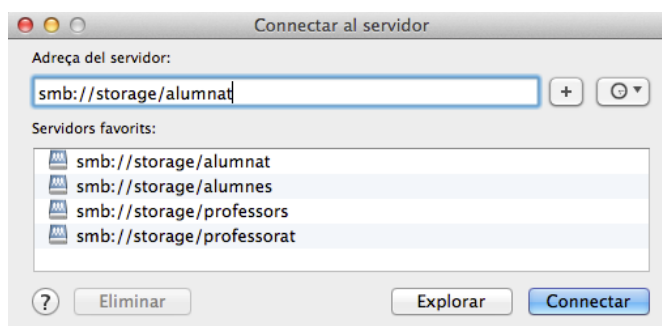 Connectar al servidor
Adreça del servidor:
smb://storage/alumnat
+
Servidors favorits:
smb://storage/alumnat
smb://storage/alumnes
smb://storage/professors
smb://storage/professorat
? Eliminar Explorar Connectar